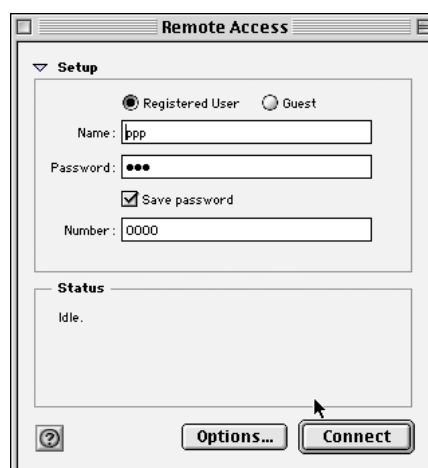 Remote Access
Setup
Registered User Guest
Name: ppp
Password: •••
Save password
Number: 0000
Status
Idle.
? Options... Connect